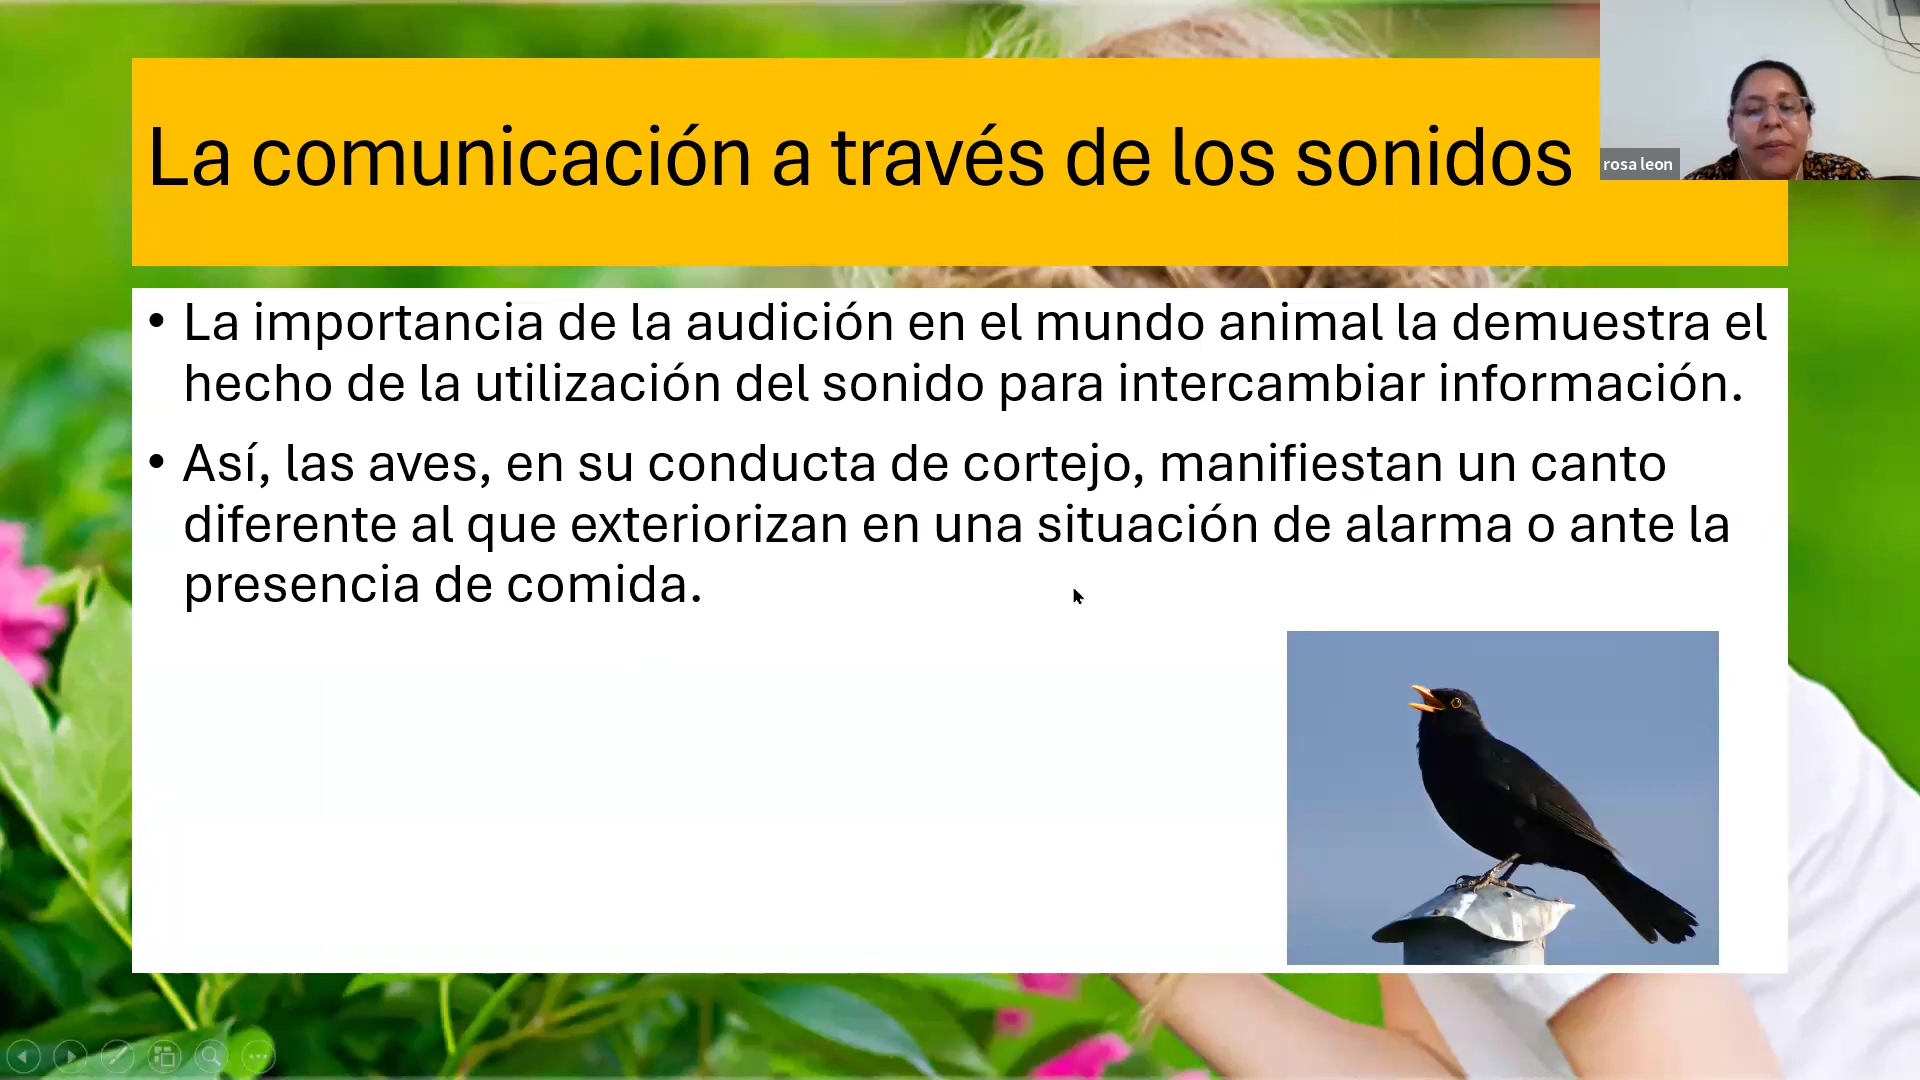 La comunicación a través de los sonidos
rosa leon
• La importancia de la audición en el mundo animal la demuestra el
hecho de la utilización del sonido para intercambiar información.
• Así, las aves, en su conducta de cortejo, manifiestan un canto
diferente al que exteriorizan en una situación de alarma o ante la
presencia de comida.